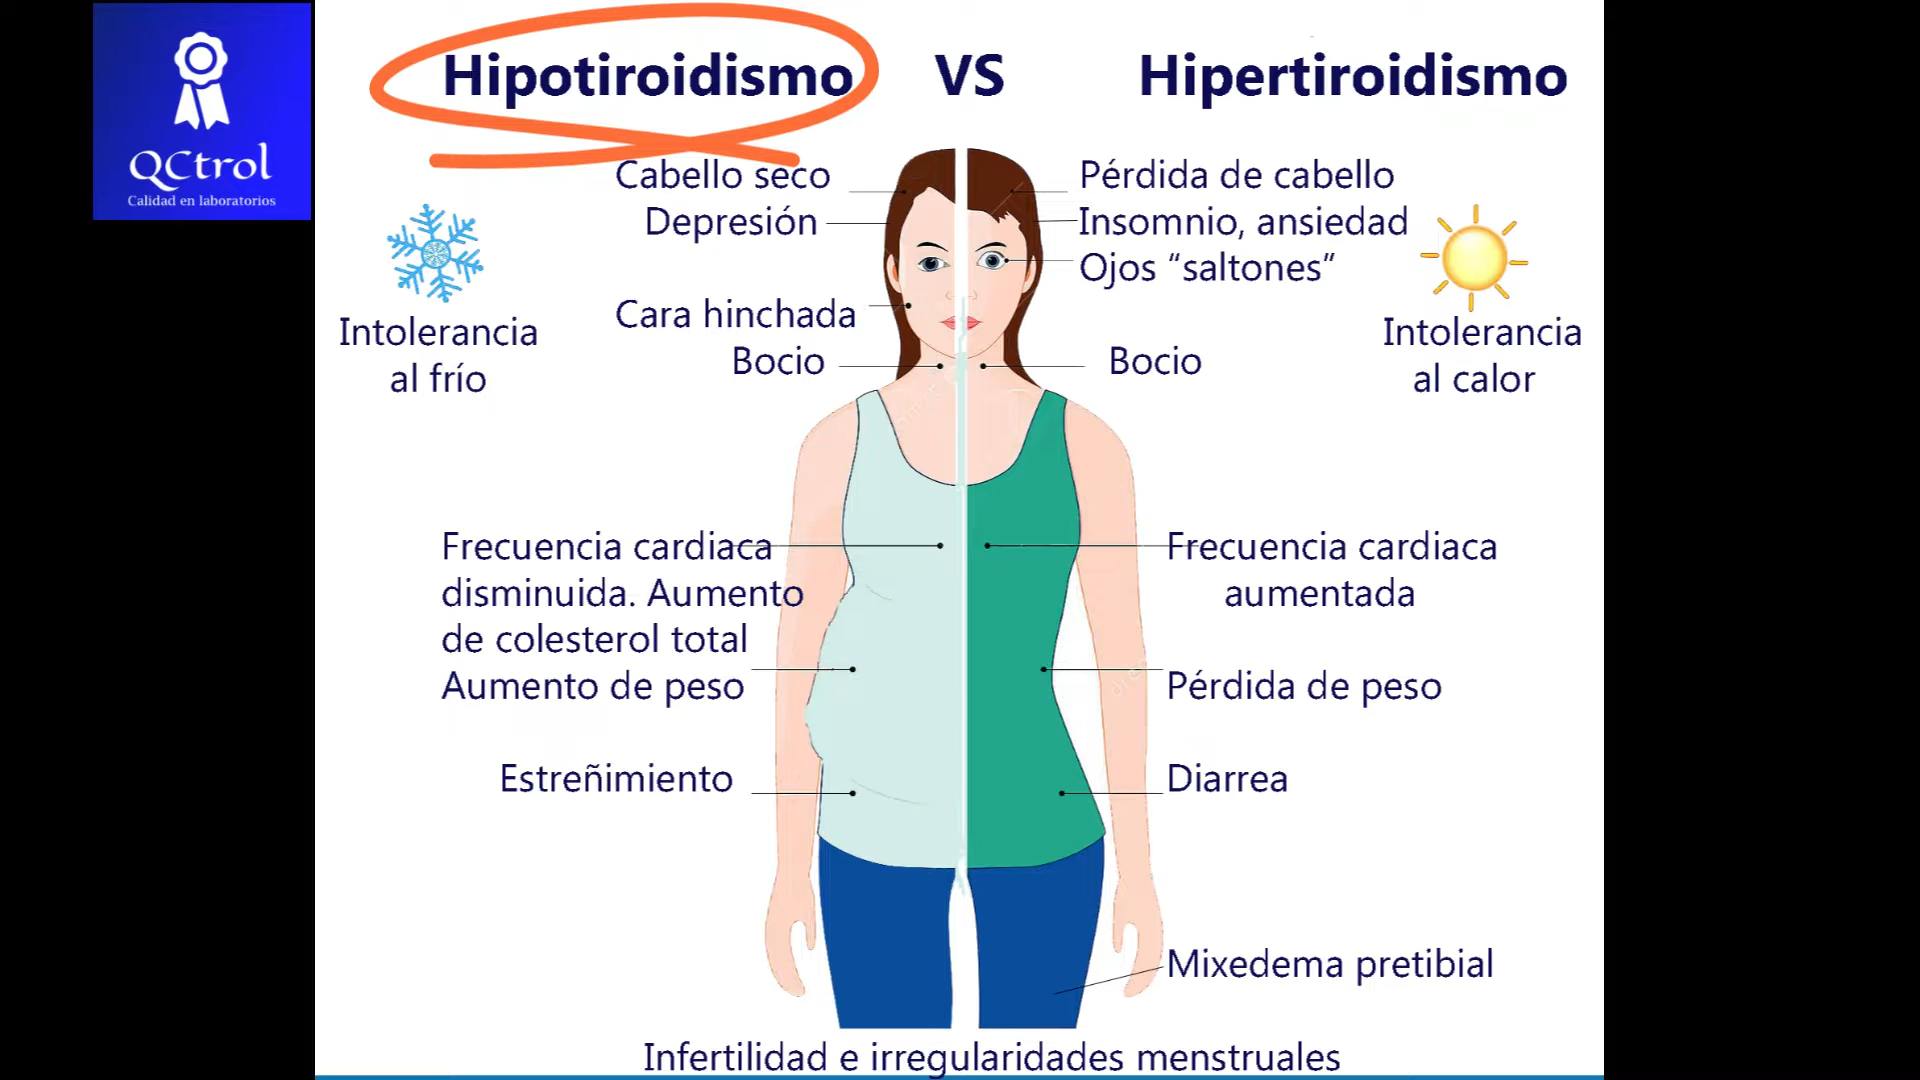 QCtrol
Calidad en laboratorios
Hipotiroidismo VS Hipertiroidismo
Cabello seco
Depresión
Cara hinchada
Bocio
Intolerancia
al frío
Frecuencia cardiaca
disminuida. Aumento
de colesterol total
Aumento de peso
Estreñimiento
Pérdida de cabello
Insomnio, ansiedad
Ojos “saltones”
Bocio
Intolerancia
al calor
Frecuencia cardiaca
aumentada
Pérdida de peso
Diarrea
Mixedema pretibial
Infertilidad e irregularidades menstruales